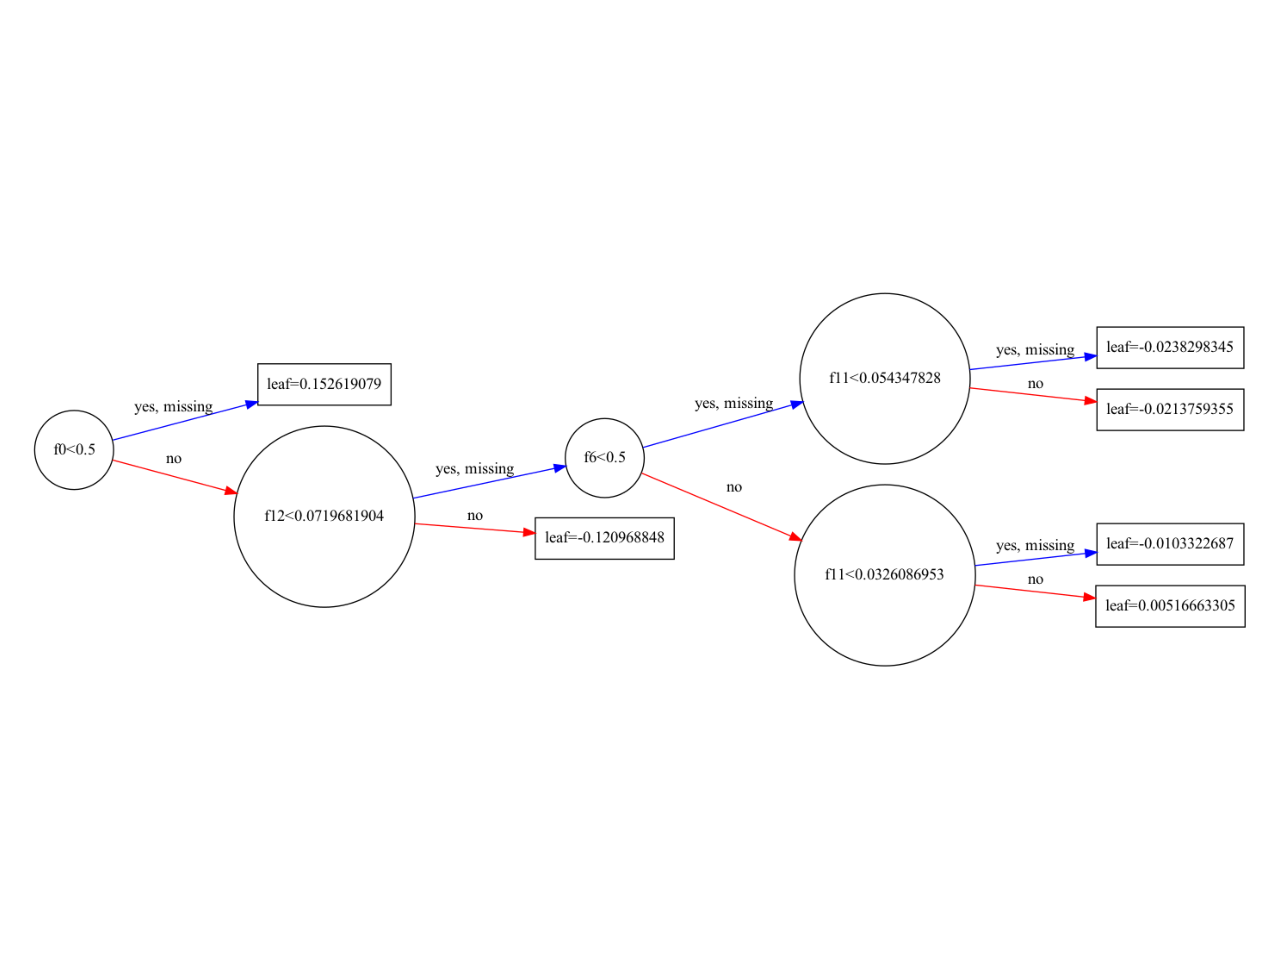 f0<0.5
yes, missing
leaf=0.152619079
no
f12<0.0719681904
yes, missing
f6<0.5
no
leaf=-0.120968848
yes, missing
f11<0.054347828
yes, missing
leaf=-0.0238298345
no
leaf=-0.0213759355
no
f11<0.0326086953
yes, missing
leaf=-0.0103322687
no
leaf=0.00516663305